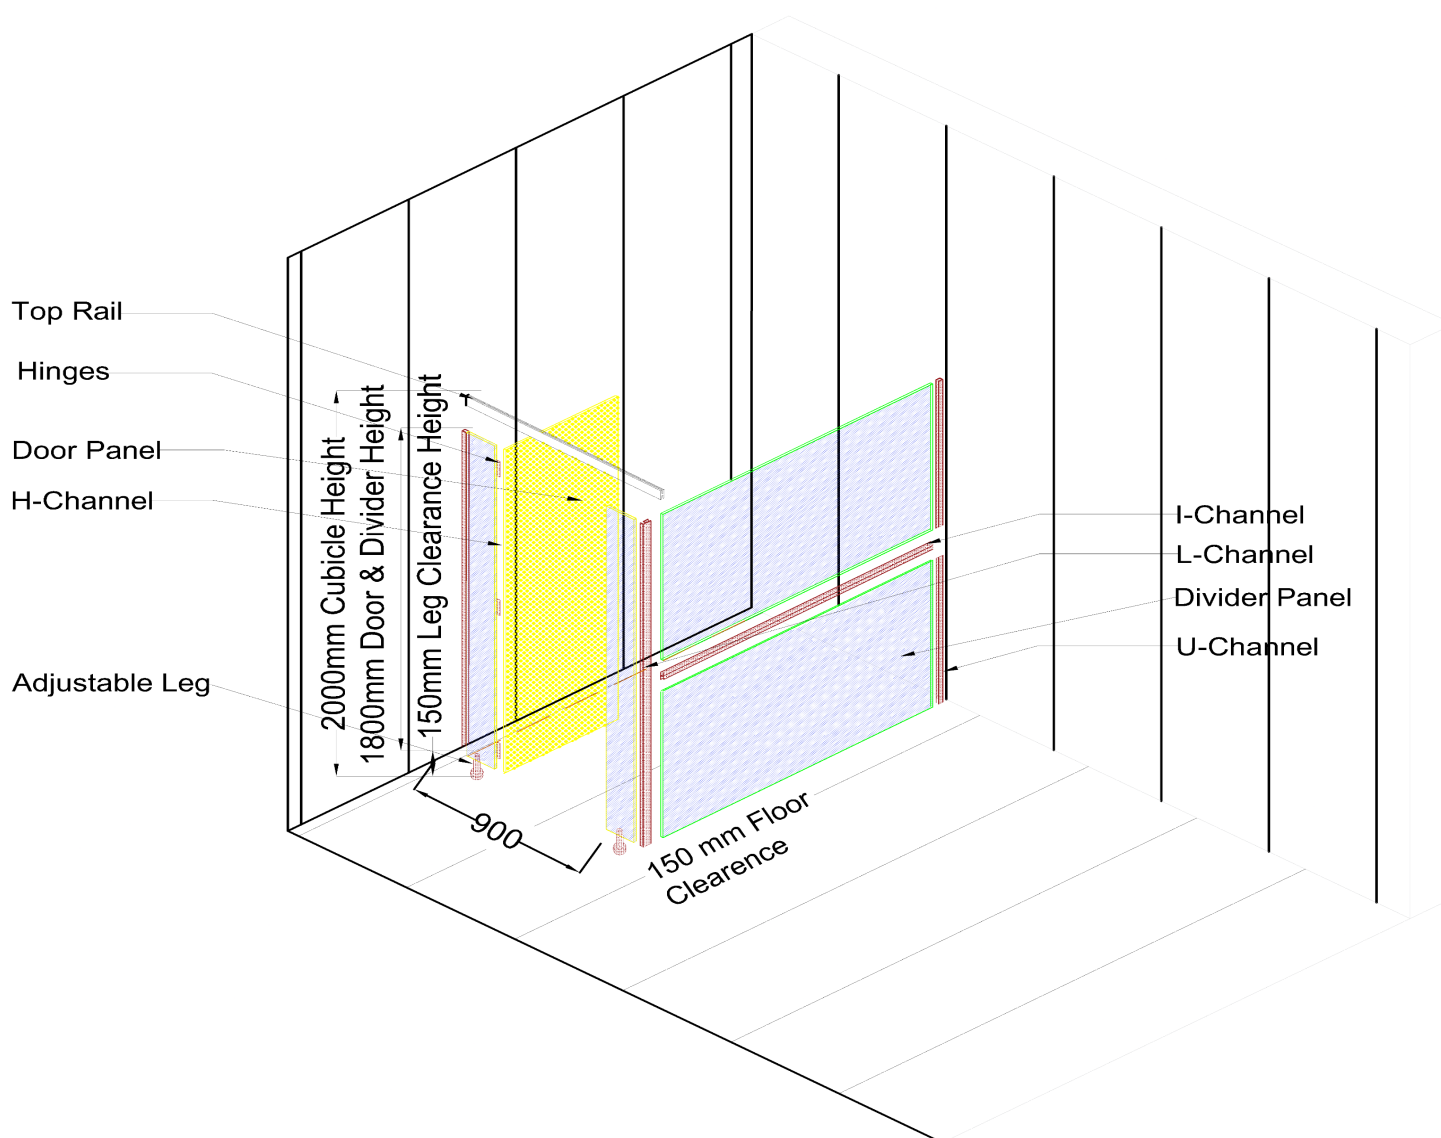 Top Rail
Hinges
Door Panel
H-Channel
Adjustable Leg
2000mm Cubicle Height
1800mm Door & Divider Height
150mm Leg Clearance Height
900
150 mm Floor
Clearence
I-Channel
L-Channel
Divider Panel
U-Channel